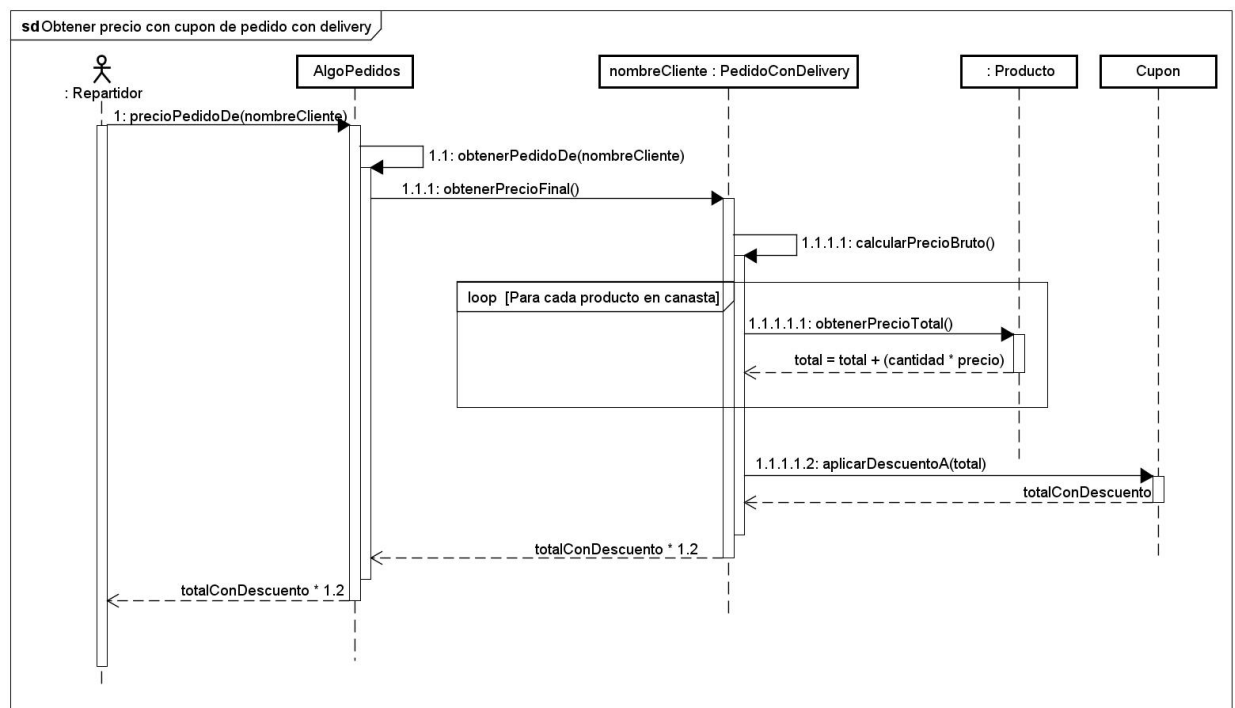 sd Obtener precio con cupon de pedido con delivery
: Repartidor
AlgoPedidos
nombreCliente : PedidoConDelivery
: Producto
Cupon
1: precioPedidoDe(nombreCliente)
1.1: obtenerPedidoDe(nombreCliente)
1.1.1: obtenerPrecioFinal()
1.1.1.1: calcularPrecioBruto()
loop [Para cada producto en canasta]
1.1.1.1.1: obtenerPrecioTotal()
total = total + (cantidad * precio)
1.1.1.1.2: aplicarDescuentoA(total)
totalConDescuento
totalConDescuento * 1.2
totalConDescuento * 1.2